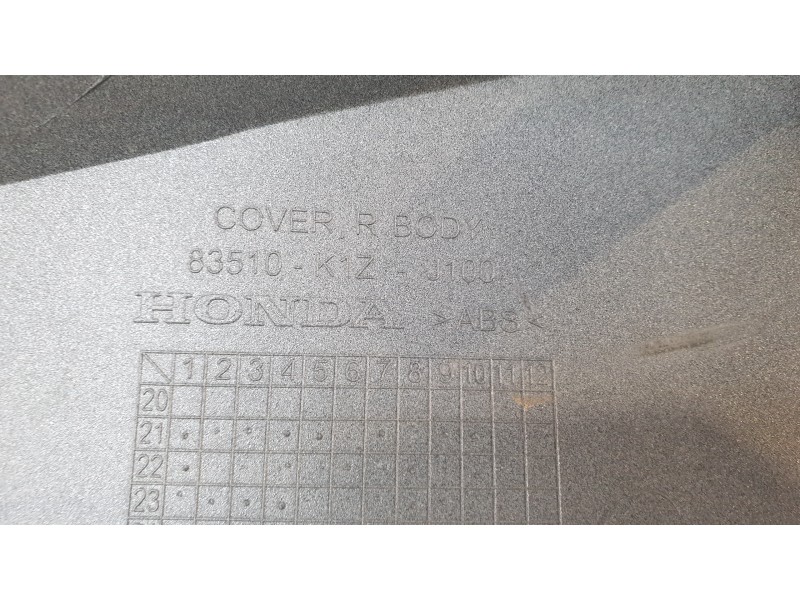 COVER, R BODY
83510 - K1Z - J100
HONDA >ABS<
1 2 3 4 5 6 7 8 9 10 11 12
20
21
22
23